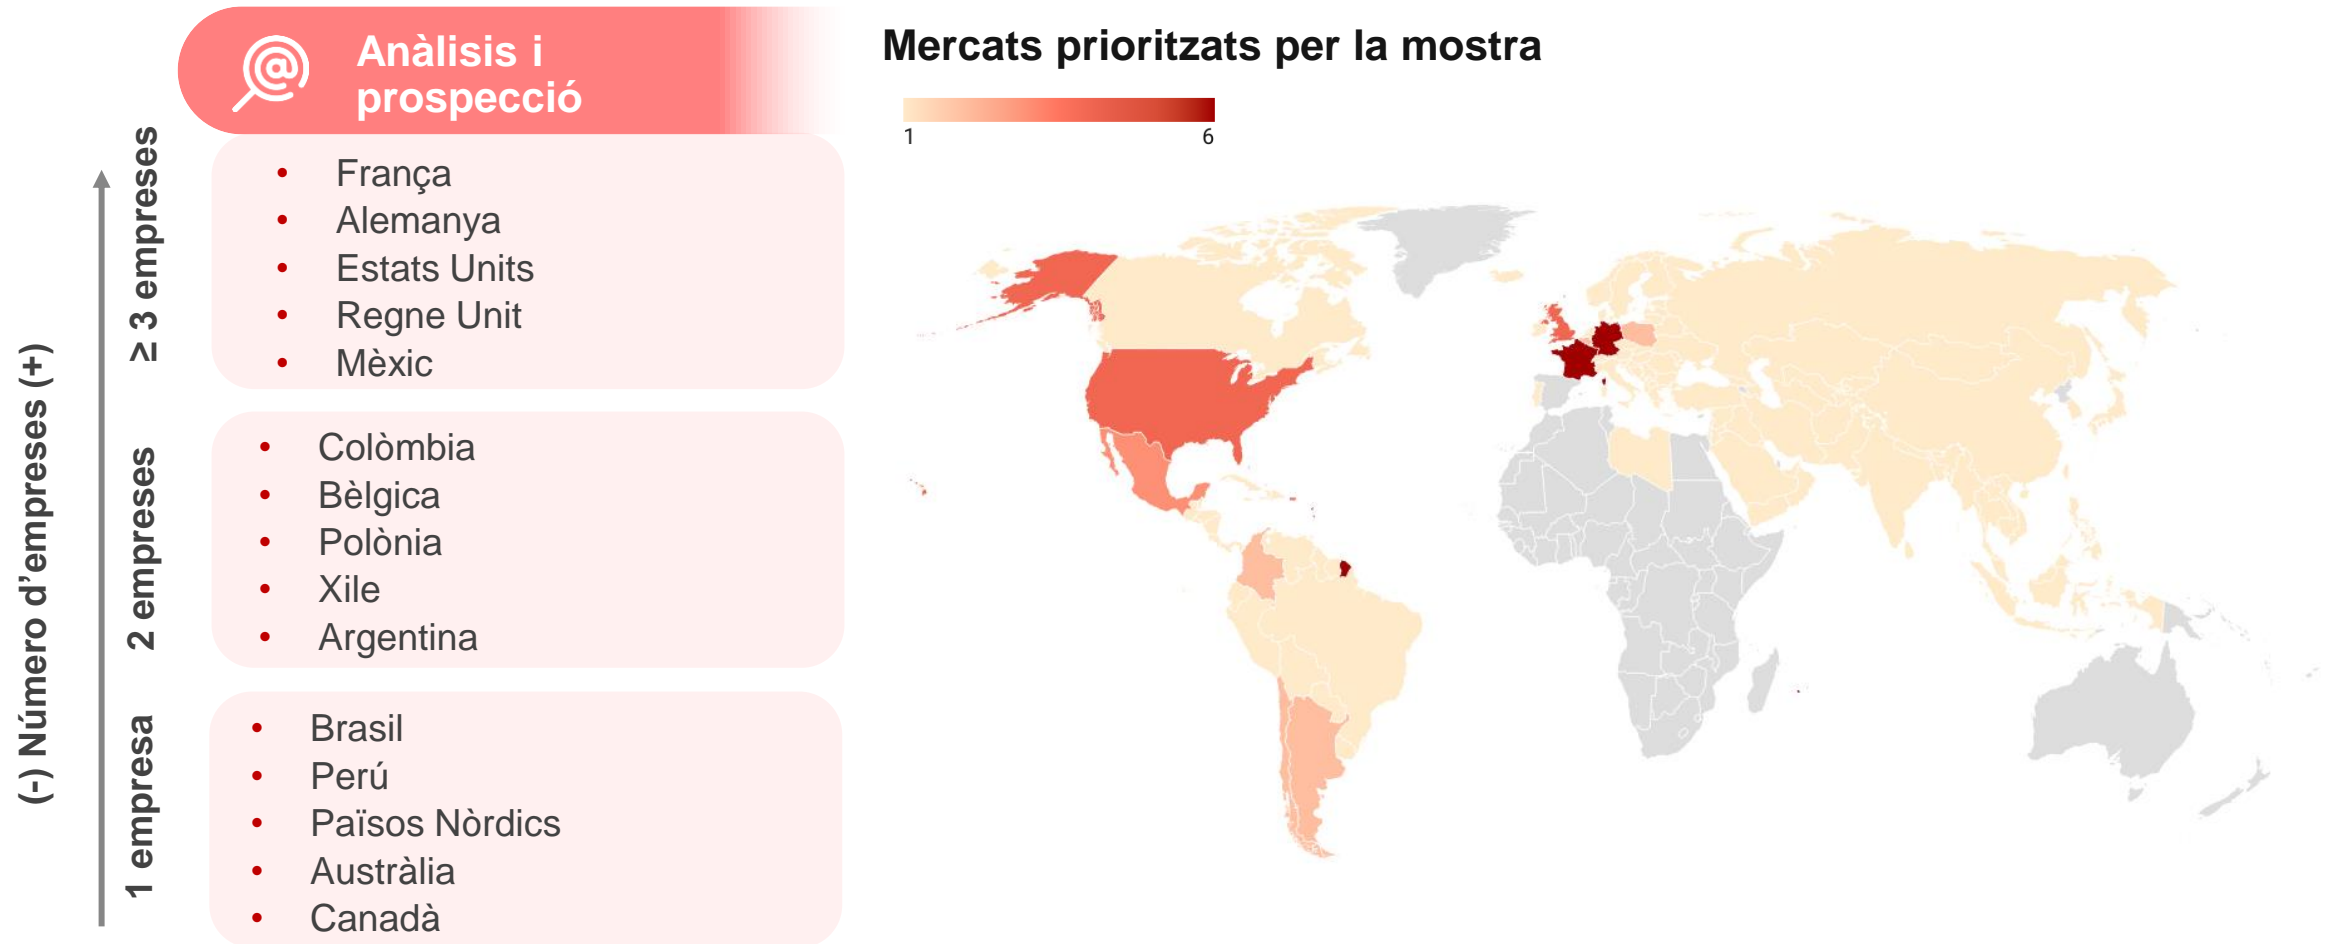 Anàlisis i
prospecció
(-) Número d'empreses (+)
≥ 3 empreses
• França
• Alemanya
• Estats Units
• Regne Unit
• Mèxic
2 empreses
• Colòmbia
• Bèlgica
• Polònia
• Xile
• Argentina
1 empresa
• Brasil
• Perú
• Països Nòrdics
• Austràlia
• Canadà
Mercats prioritzats per la mostra
1 6